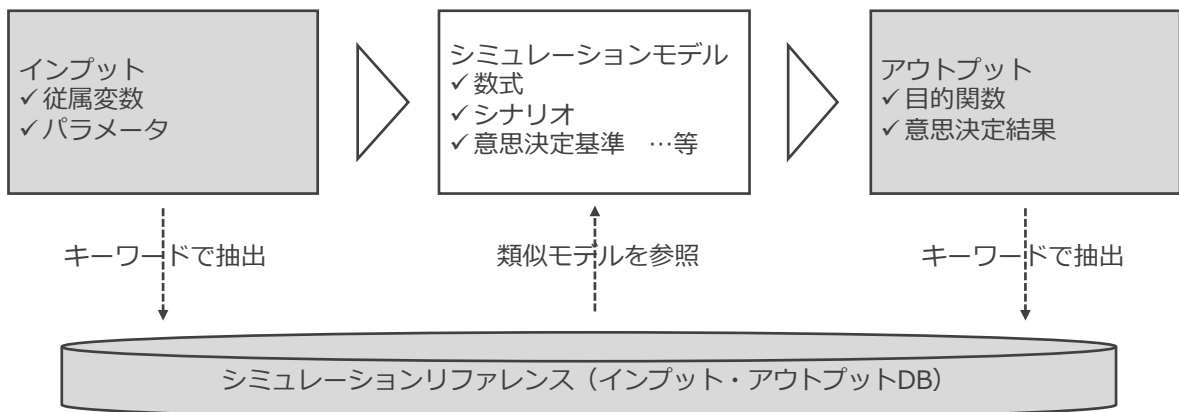 インプット
✓従属変数
✓パラメータ
シミュレーションモデル
✓数式
✓シナリオ
✓意思決定基準　…等
アウトプット
✓目的関数
✓意思決定結果
キーワードで抽出
類似モデルを参照
キーワードで抽出
シミュレーションリファレンス（インプット・アウトプットDB）